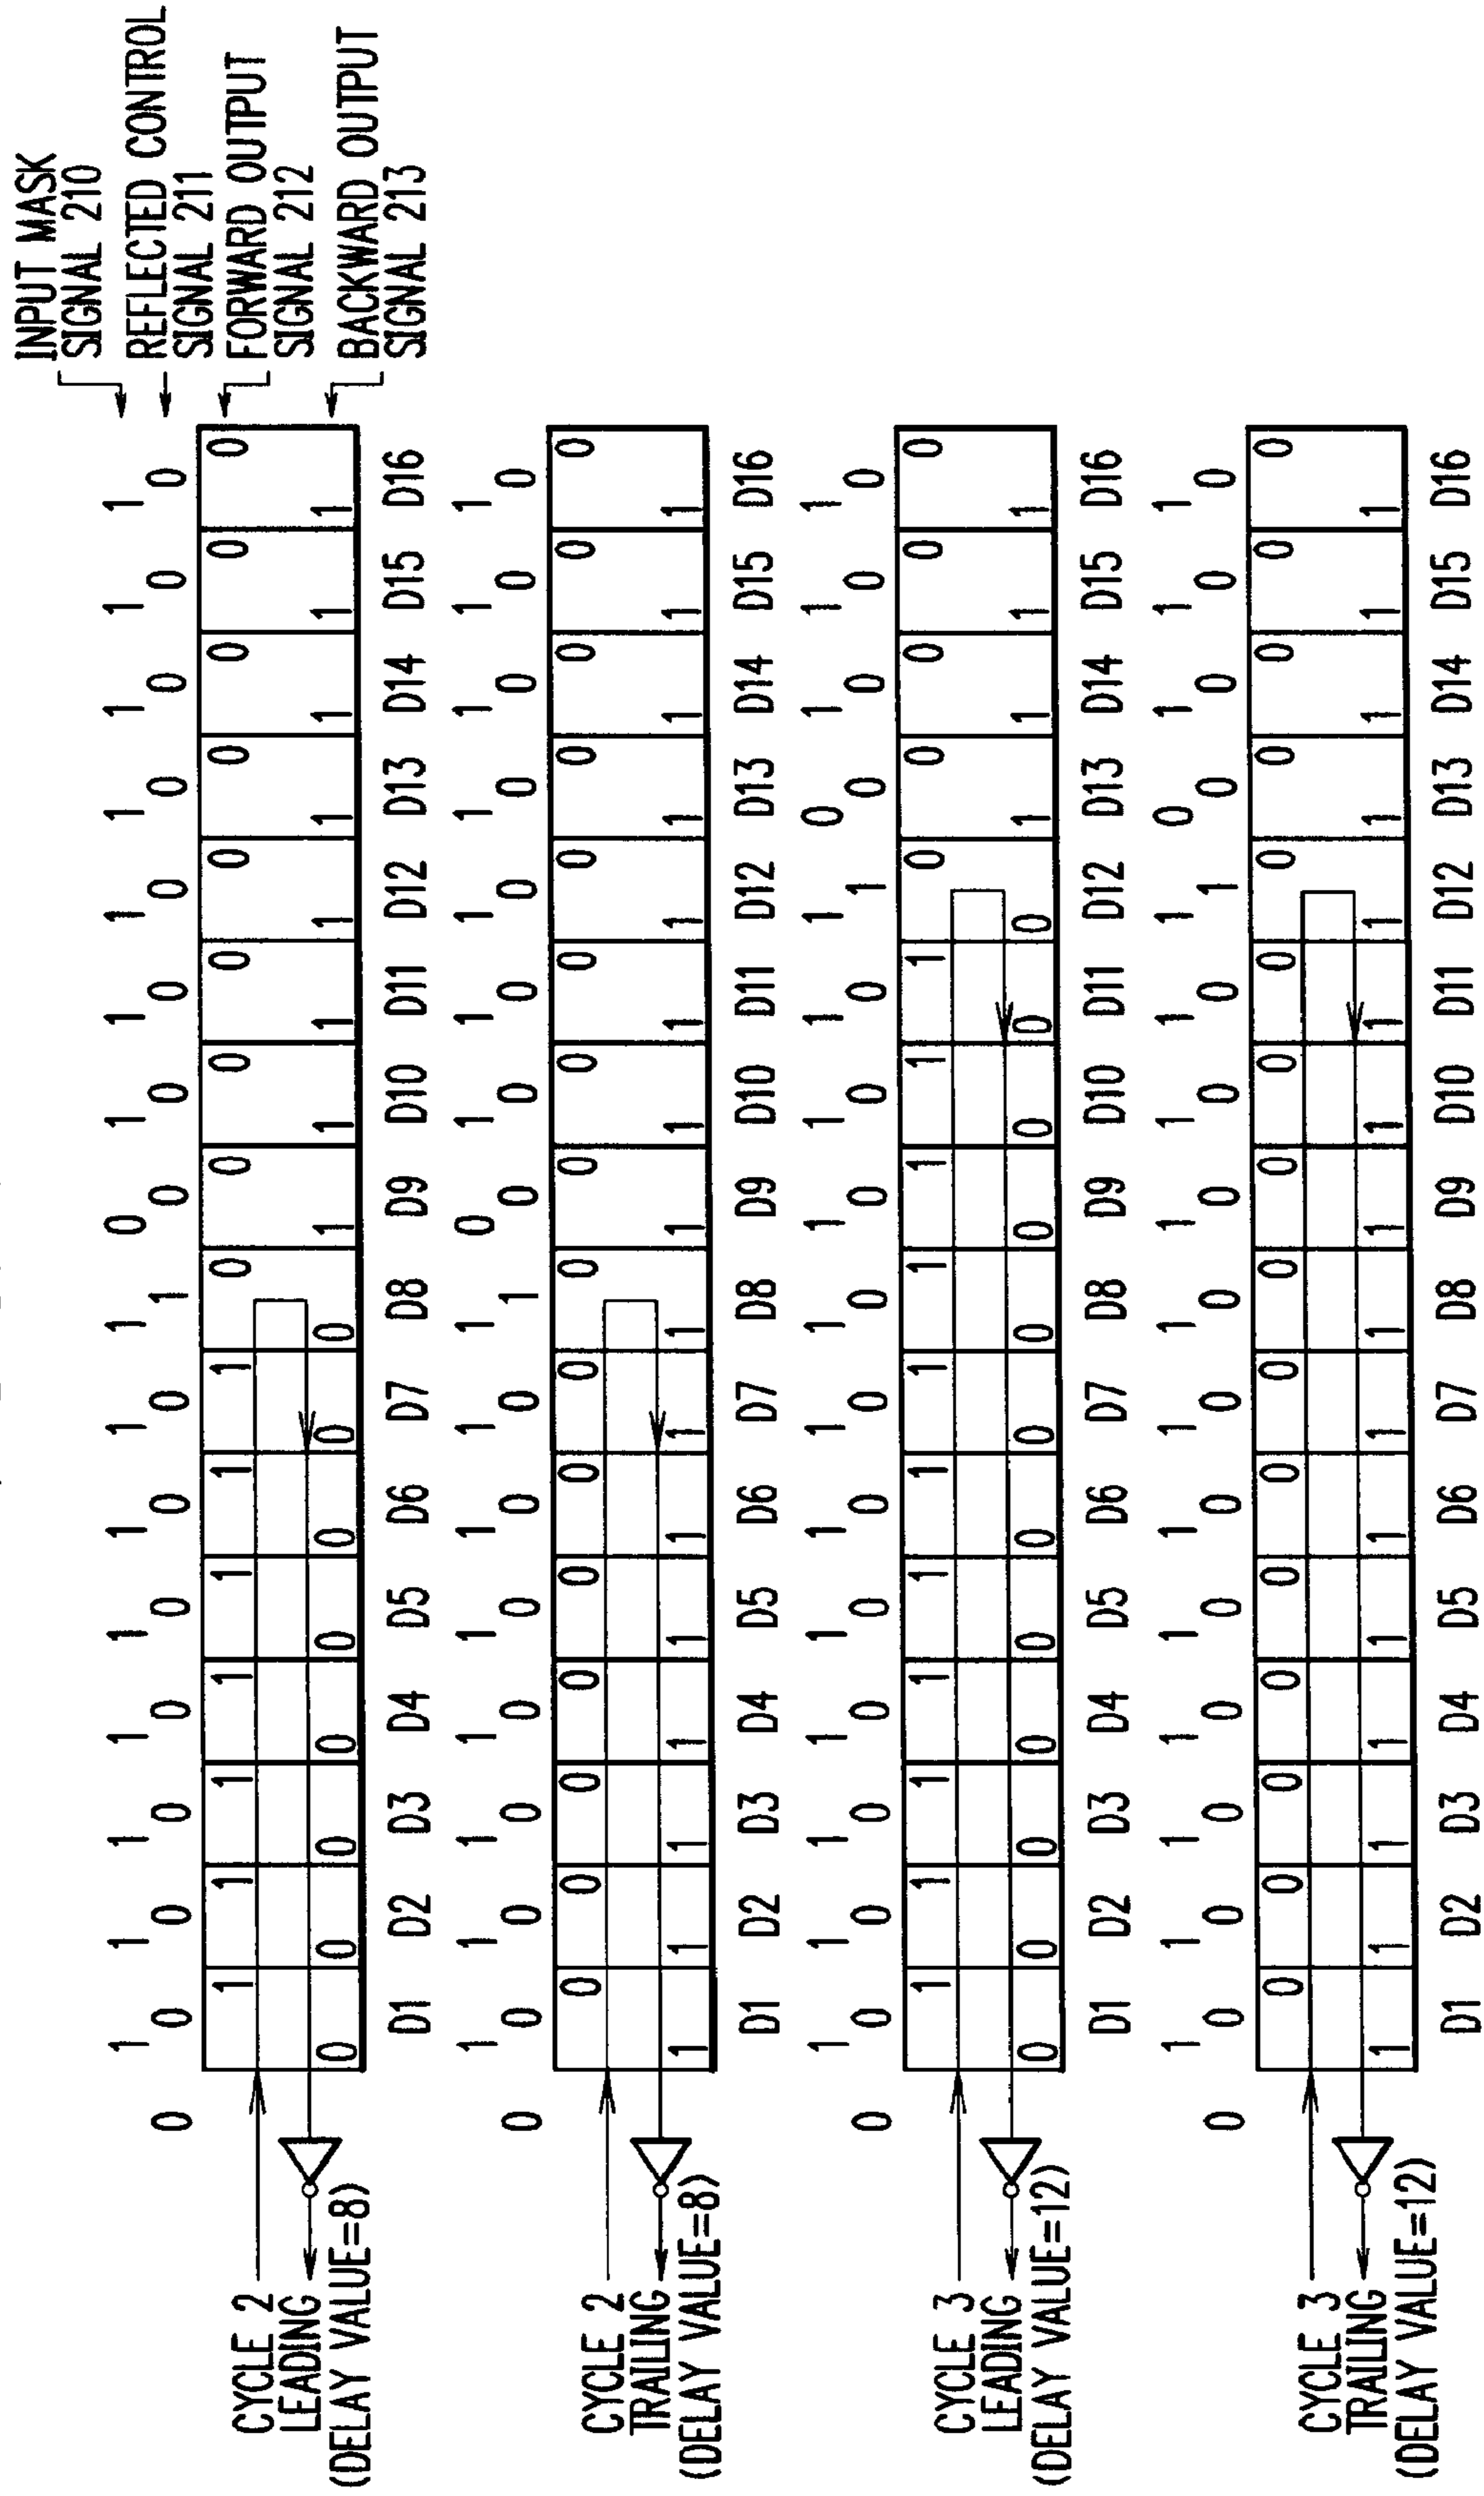 INPUT MASK
SIGNAL 210
REFLECTED CONTROL
SIGNAL 211
FORWARD OUTPUT
SIGNAL 212
BACKWARD OUTPUT
SIGNAL 213
1 1 1 1 1 1 1 1 0 1 1 1 1 1 1 1
0 0 0 0 0 0 0 0 1 0 0 0 0 0 0 0 0
1 1 1 1 1 1 1 0 0 0 0 0 0 0 0 0
CYCLE 2
LEADING
(DELAY VALUE=8)
0 0 0 0 0 0 0 0 1 1 1 1 1 1 1 1
D1 D2 D3 D4 D5 D6 D7 D8 D9 D10 D11 D12 D13 D14 D15 D16
1 1 1 1 1 1 1 1 0 1 1 1 1 1 1 1
0 0 0 0 0 0 0 0 1 0 0 0 0 0 0 0 0
0 0 0 0 0 0 0 0 0 0 0 0 0 0 0 0
CYCLE 2
TRAILING
(DELAY VALUE=8)
1 1 1 1 1 1 1 1 1 1 1 1 1 1 1 1
D1 D2 D3 D4 D5 D6 D7 D8 D9 D10 D11 D12 D13 D14 D15 D16
1 1 1 1 1 1 1 1 1 1 1 1 0 1 1 1
0 0 0 0 0 0 0 0 0 0 0 0 1 0 0 0 0
1 1 1 1 1 1 1 1 1 1 1 0 0 0 0 0
CYCLE 3
LEADING
(DELAY VALUE=12)
0 0 0 0 0 0 0 0 0 0 0 0 1 1 1 1
D1 D2 D3 D4 D5 D6 D7 D8 D9 D10 D11 D12 D13 D14 D15 D16
1 1 1 1 1 1 1 1 1 1 1 1 0 1 1 1
0 0 0 0 0 0 0 0 0 0 0 0 1 0 0 0 0
0 0 0 0 0 0 0 0 0 0 0 0 0 0 0 0
CYCLE 3
TRAILING
(DELAY VALUE=12)
1 1 1 1 1 1 1 1 1 1 1 1 1 1 1 1
D1 D2 D3 D4 D5 D6 D7 D8 D9 D10 D11 D12 D13 D14 D15 D16